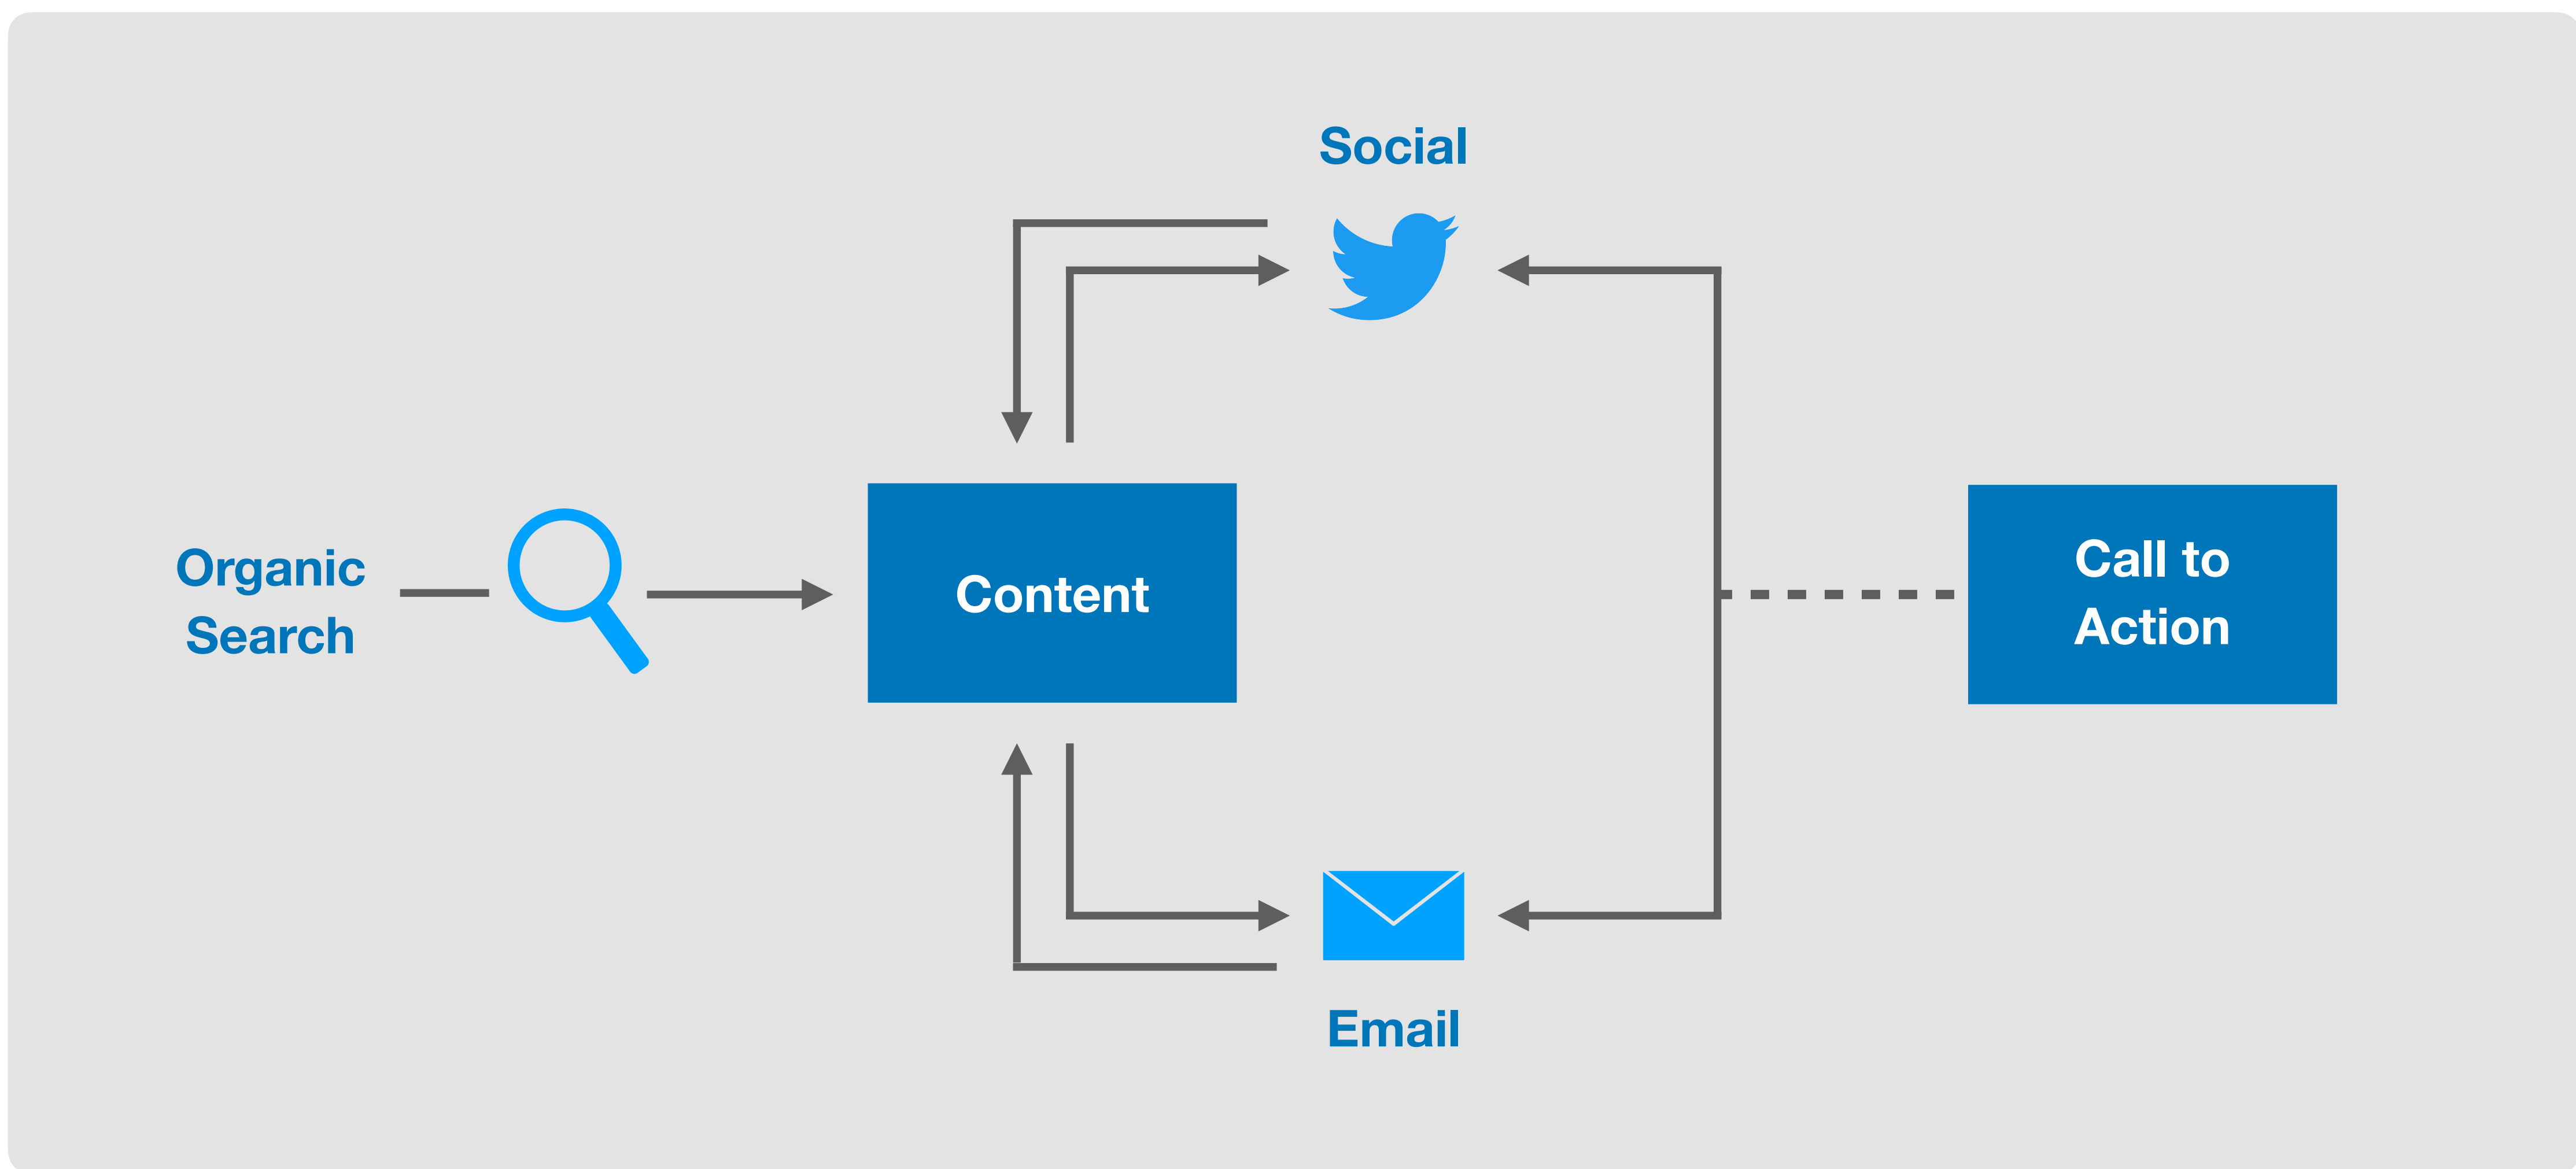 Social
Organic
Search
Content
Call to
Action
Email